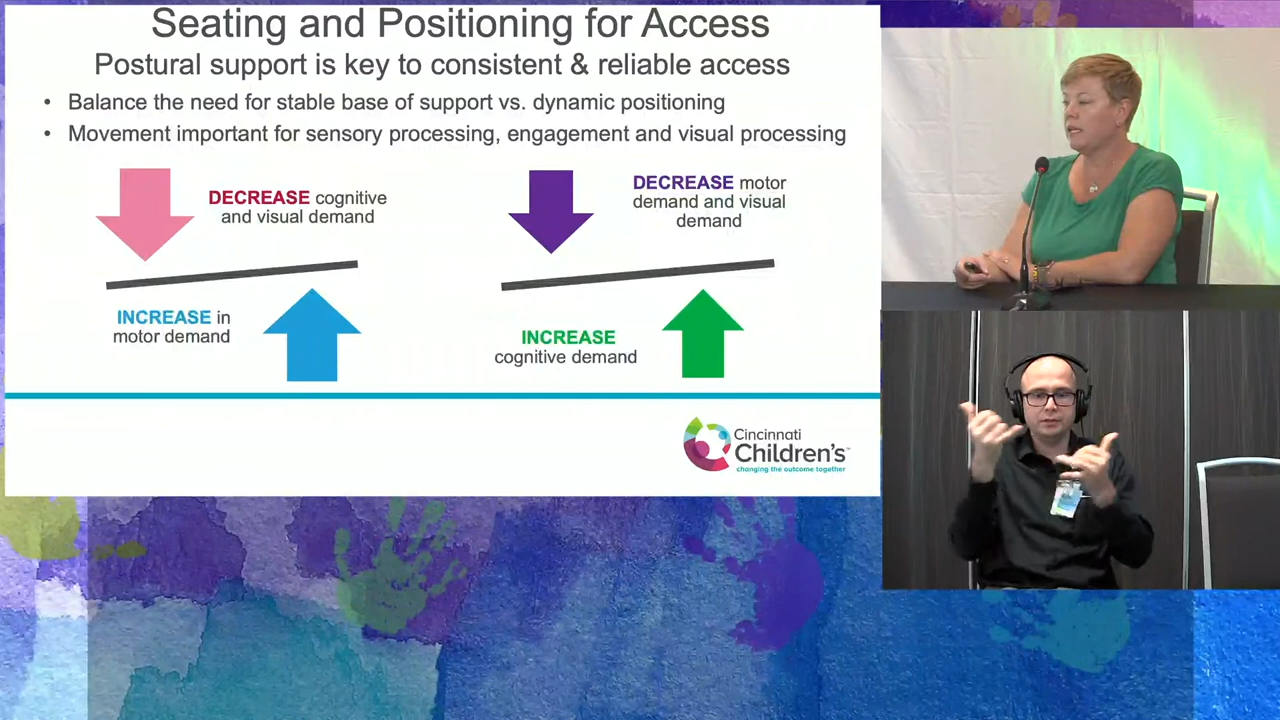 Seating and Positioning for Access
Postural support is key to consistent & reliable access
• Balance the need for stable base of support vs. dynamic positioning
• Movement important for sensory processing, engagement and visual processing
DECREASE cognitive
and visual demand
INCREASE in
motor demand
DECREASE motor
demand and visual
demand
INCREASE
cognitive demand
Cincinnati
Children's™
changing the outcome together